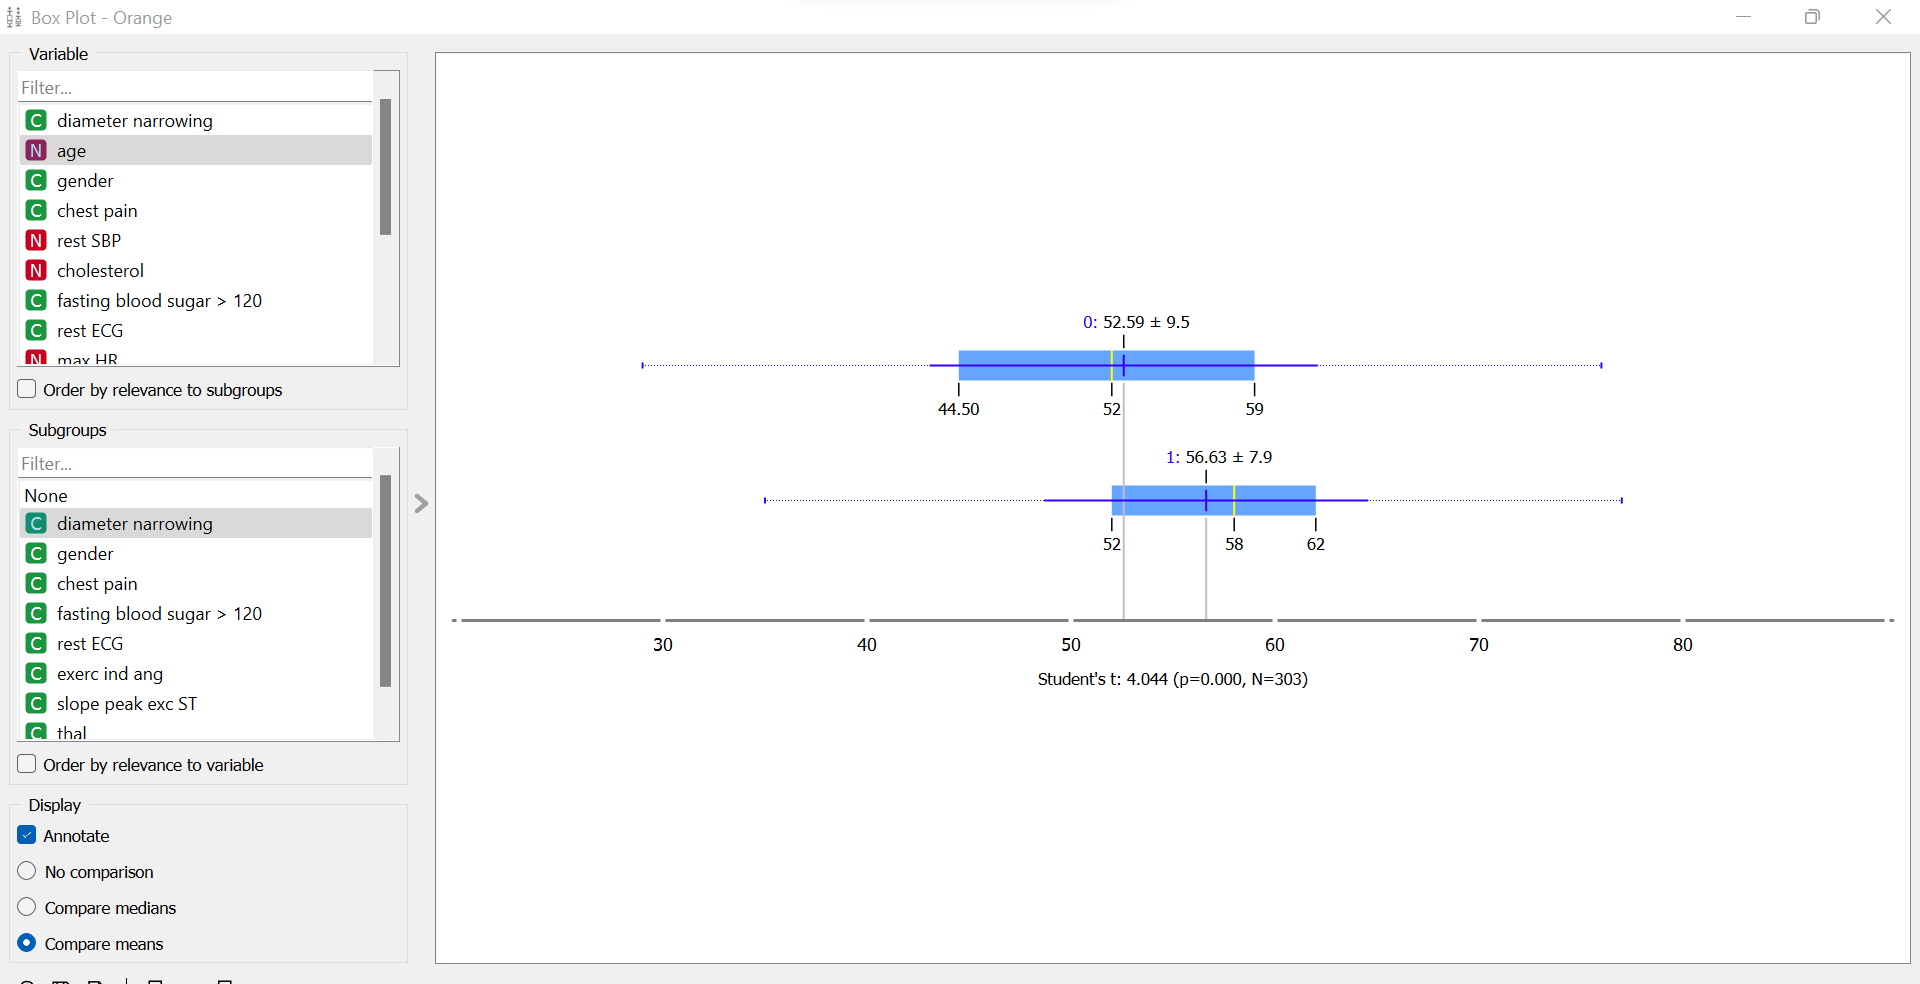 Box Plot - Orange
Variable
Filter...
C diameter narrowing
N age
C gender
C chest pain
N rest SBP
N cholesterol
C fasting blood sugar > 120
C rest ECG
N max HR
Order by relevance to subgroups
Subgroups
Filter...
None
C diameter narrowing
C gender
C chest pain
C fasting blood sugar > 120
C rest ECG
C exerc ind ang
C slope peak exc ST
C thal
Order by relevance to variable
Display
Annotate
No comparison
Compare medians
Compare means
0: 52.59 ± 9.5
44.50 52 59
1: 56.63 ± 7.9
52 58 62
30 40 50 60 70 80
Student's t: 4.044 (p=0.000, N=303)